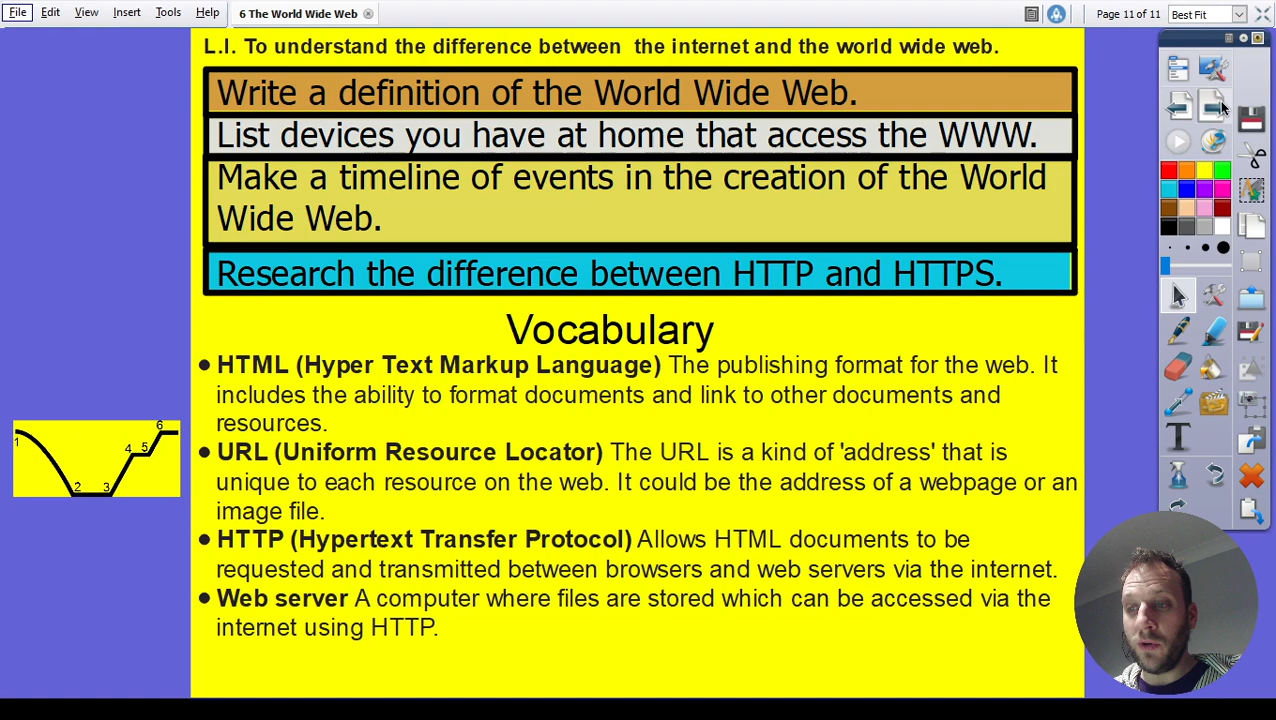 File Edit View Insert Tools Help 6 The World Wide Web Page 11 of 11 Best Fit
L.I. To understand the difference between the internet and the world wide web.
Write a definition of the World Wide Web.
List devices you have at home that access the WWW.
Make a timeline of events in the creation of the World
Wide Web.
Research the difference between HTTP and HTTPS.
Vocabulary
● HTML (Hyper Text Markup Language) The publishing format for the web. It
includes the ability to format documents and link to other documents and
resources.
● URL (Uniform Resource Locator) The URL is a kind of 'address' that is
unique to each resource on the web. It could be the address of a webpage or an
image file.
● HTTP (Hypertext Transfer Protocol) Allows HTML documents to be
requested and transmitted between browsers and web servers via the internet.
● Web server A computer where files are stored which can be accessed via the
internet using HTTP.
1 2 3 4 5 6
T